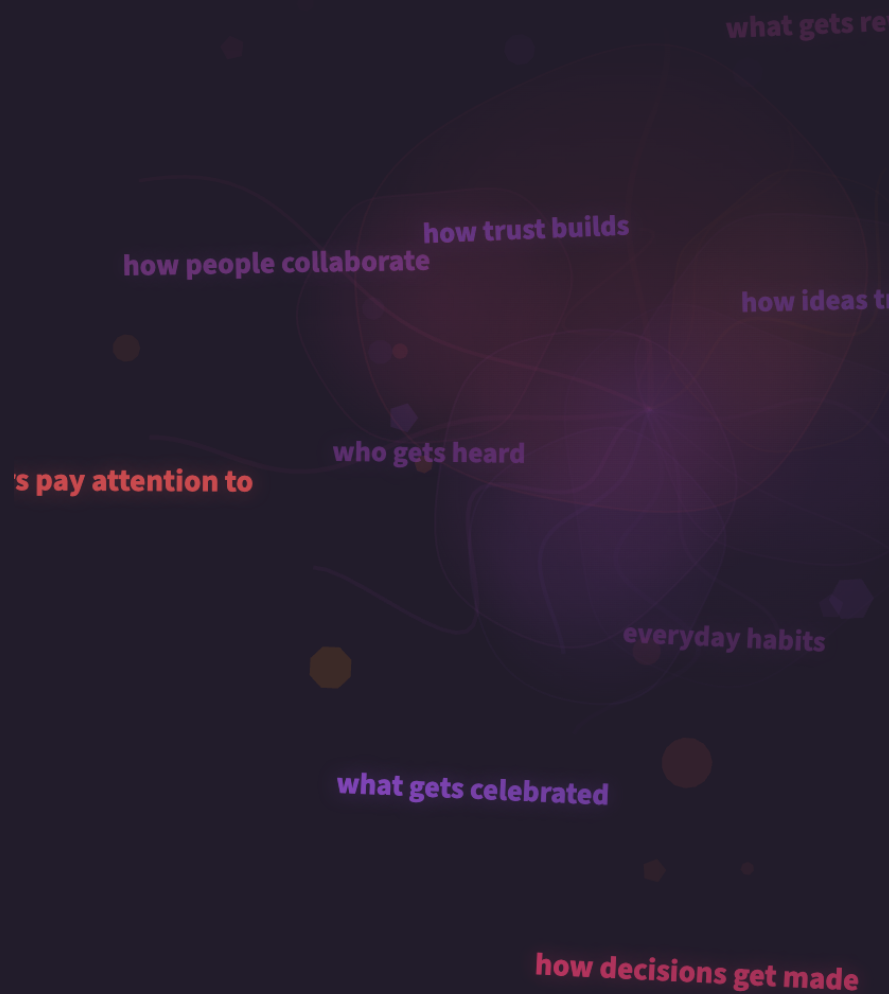 what gets re
how trust builds
how people collaborate
how ideas tr
who gets heard
s pay attention to
everyday habits
what gets celebrated
how decisions get made